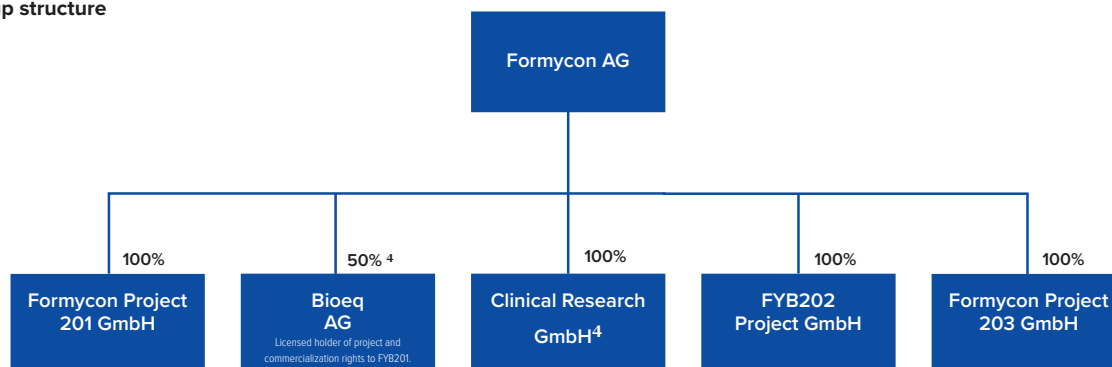 p structure
Formycon AG
100%
50% 4
100%
100%
100%
Formycon Project
201 GmbH
Bioeq
AG
Licensed holder of project and
commercialization rights to FYB201.
Clinical Research
GmbH4
FYB202
Project GmbH
Formycon Project
203 GmbH